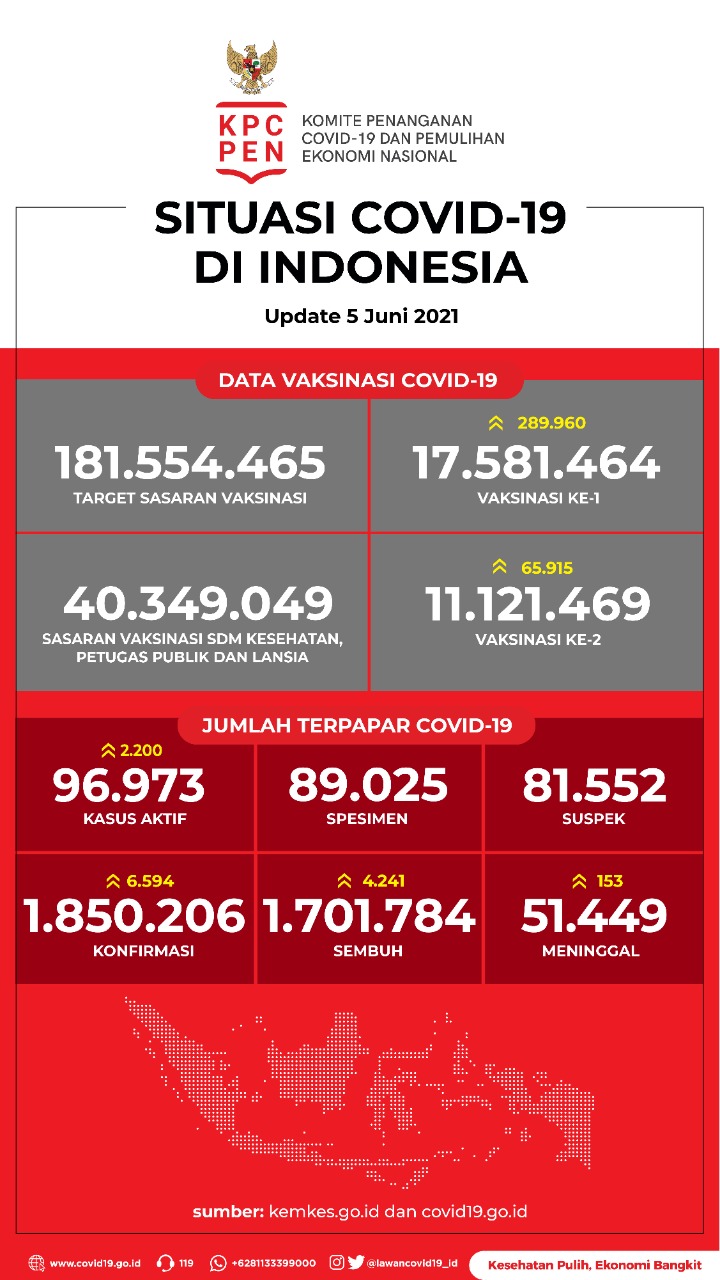 KPC
PEN
KOMITE PENANGANAN
COVID-19 DAN PEMULIHAN
EKONOMI NASIONAL
SITUASI COVID-19
DI INDONESIA
Update 5 Juni 2021
DATA VAKSINASI COVID-19
181.554.465
TARGET SASARAN VAKSINASI
289.960
17.581.464
VAKSINASI KE-1
40.349.049
SASARAN VAKSINASI SDM KESEHATAN,
PETUGAS PUBLIK DAN LANSIA
65.915
11.121.469
VAKSINASI KE-2
JUMLAH TERPAPAR COVID-19
2.200
96.973
KASUS AKTIF
89.025
SPESIMEN
81.552
SUSPEK
6.594
1.850.206
KONFIRMASI
4.241
1.701.784
SEMBUH
153
51.449
MENINGGAL
sumber: kemkes.go.id dan covid19.go.id
www.covid19.go.id
119
+6281133399000
@lawancovid19_id
Kesehatan Pulih, Ekonomi Bangkit